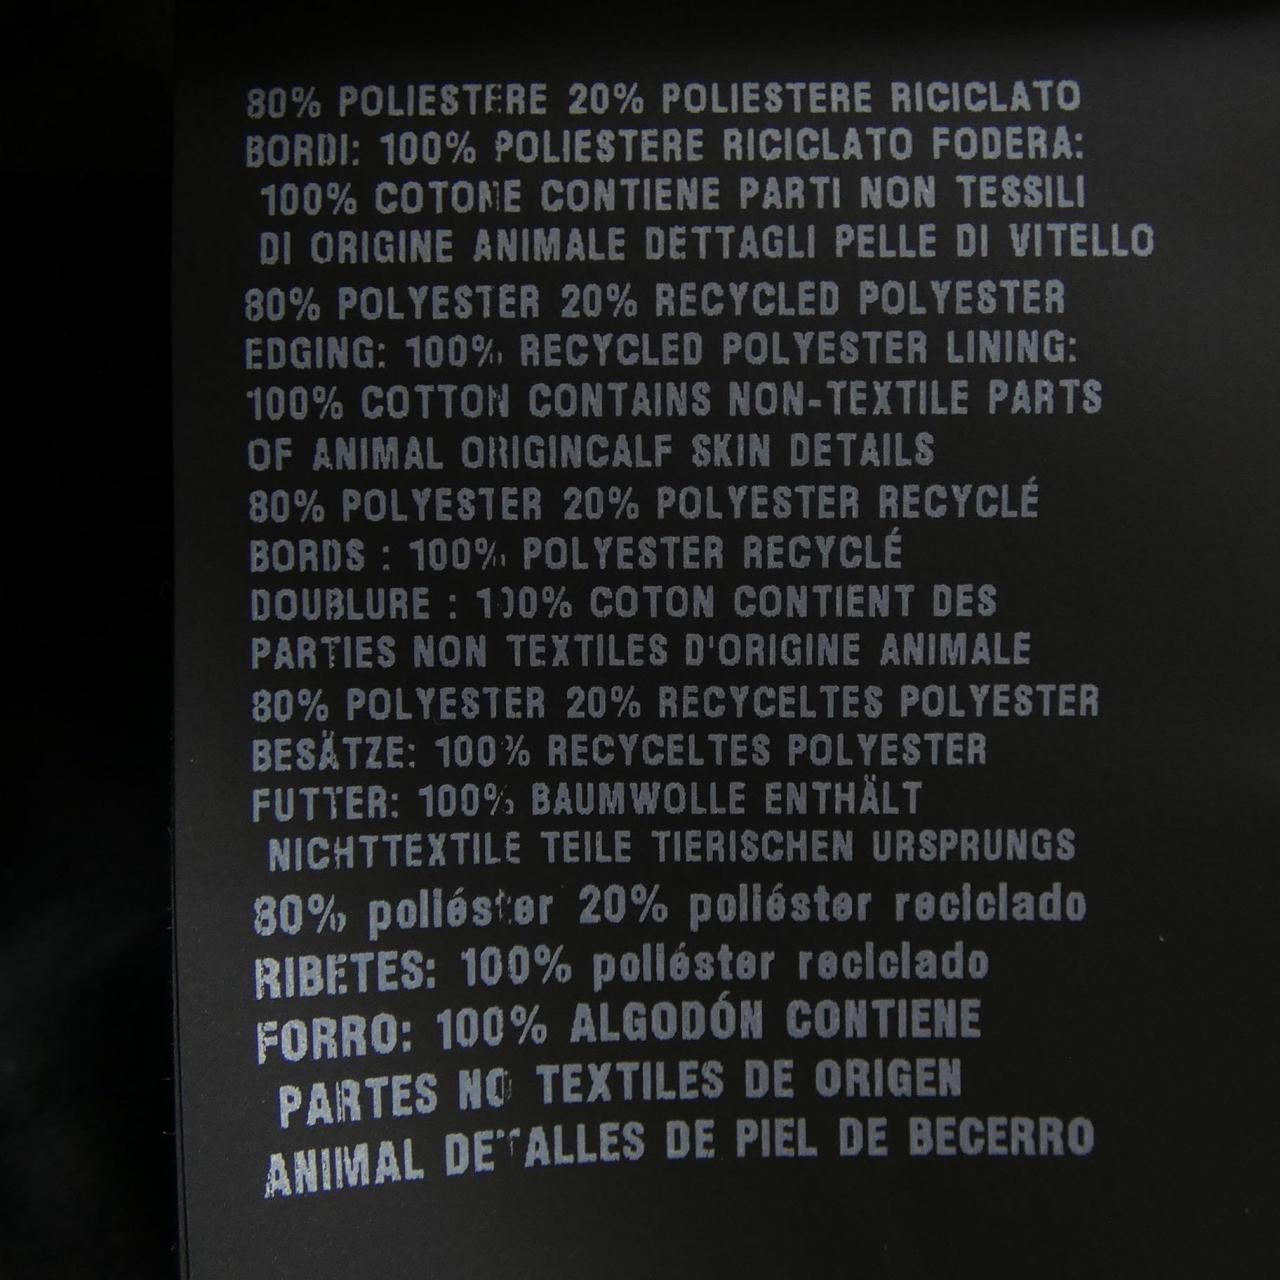 80% POLIESTERE 20% POLIESTERE RICICLATO
BORDI: 100% POLIESTERE RICICLATO FODERA:
100% COTONE CONTIENE PARTI NON TESSILI
DI ORIGINE ANIMALE DETTAGLI PELLE DI VITELLO
80% POLYESTER 20% RECYCLED POLYESTER
EDGING: 100% RECYCLED POLYESTER LINING:
100% COTTON CONTAINS NON-TEXTILE PARTS
OF ANIMAL ORIGINCALF SKIN DETAILS
80% POLYESTER 20% POLYESTER RECYCLÉ
BORDS : 100% POLYESTER RECYCLÉ
DOUBLURE : 100% COTON CONTIENT DES
PARTIES NON TEXTILES D'ORIGINE ANIMALE
80% POLYESTER 20% RECYCELTES POLYESTER
BESÄTZE: 100% RECYCELTES POLYESTER
FUTTER: 100% BAUMWOLLE ENTHÄLT
NICHTTEXTILE TEILE TIERISCHEN URSPRUNGS
80% poliéster 20% poliéster reciclado
RIBETES: 100% poliéster reciclado
FORRO: 100% ALGODÓN CONTIENE
PARTES NO TEXTILES DE ORIGEN
ANIMAL DETALLES DE PIEL DE BECERRO